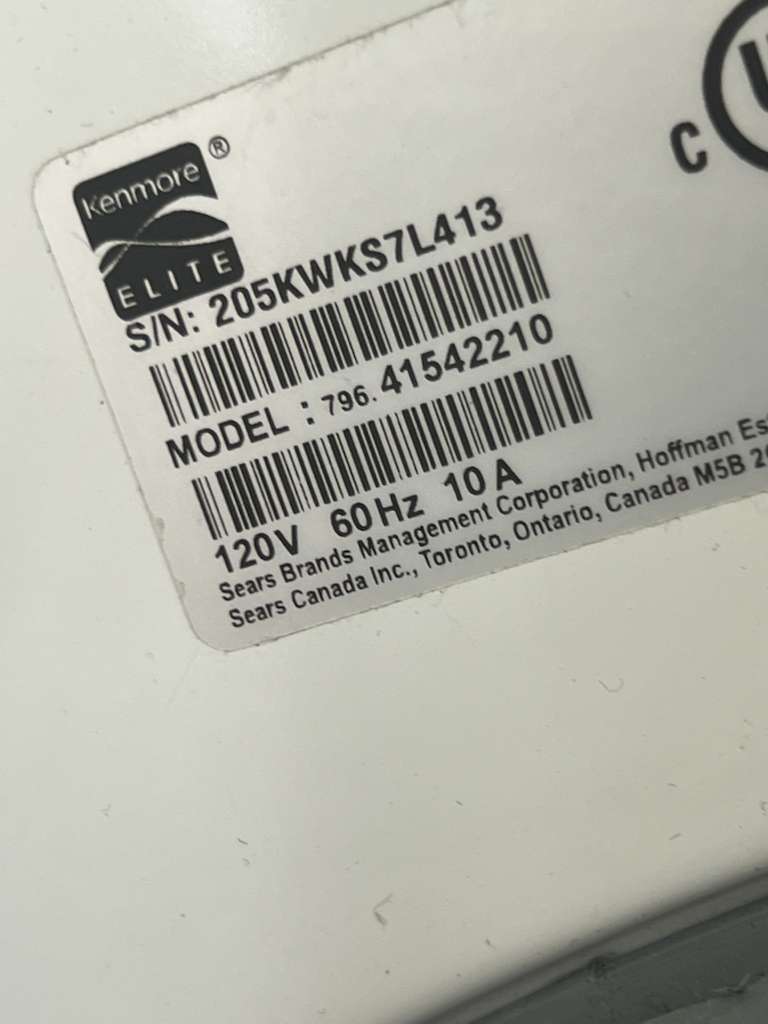 Kenmore®
ELITE
C U
S/N: 205KWKS7L413
MODEL : 796.41542210
120V 60Hz 10A
Sears Brands Management Corporation, Hoffman
Sears Canada Inc., Toronto, Ontario, Canada M5B